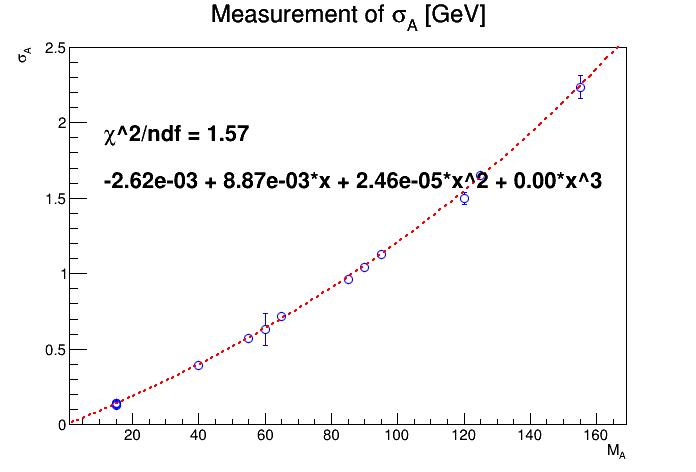 Measurement of σ_A [GeV]
σ_A
2.5
2
χ^2/ndf = 1.57
-2.62e-03 + 8.87e-03*x + 2.46e-05*x^2 + 0.00*x^3
1.5
1
0.5
0
20 40 60 80 100 120 140 160
M_A